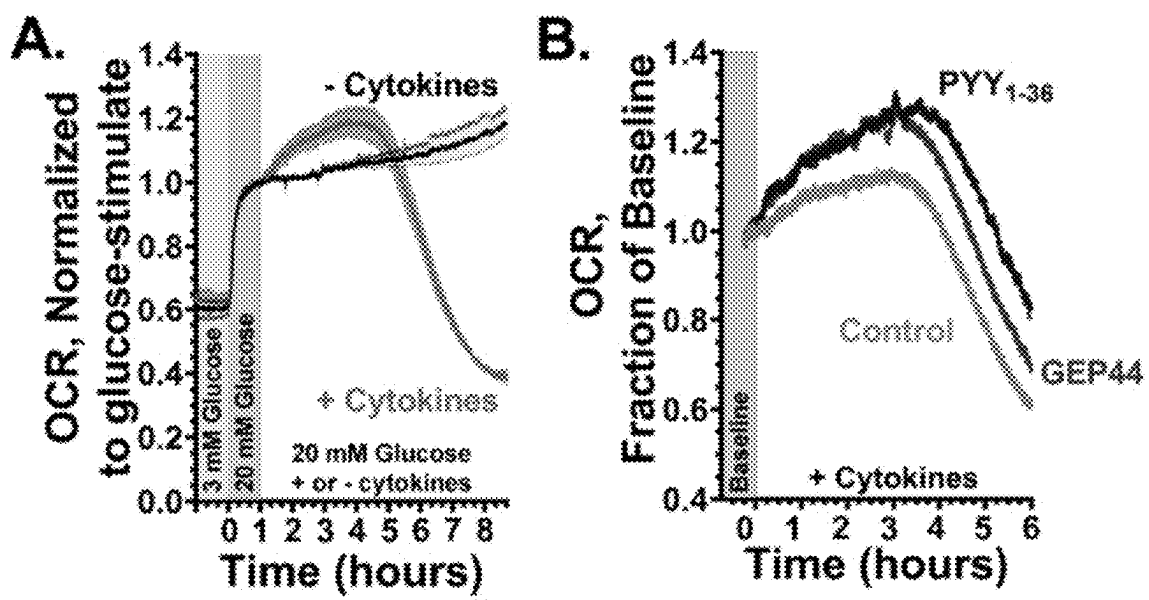 A.
OCR, Normalized
to glucose-stimulate
1.4
1.2
1.0
0.8
0.6
0.4
0.2
0.0
3 mM Glucose
20 mM Glucose
- Cytokines
+ Cytokines
20 mM Glucose
+ or - cytokines
0 1 2 3 4 5 6 7 8
Time (hours)
B.
OCR,
Fraction of Baseline
1.4
1.2
1.0
0.8
0.6
0.4
Baseline
PYY1-36
Control
GEP44
+ Cytokines
0 1 2 3 4 5 6
Time (hours)